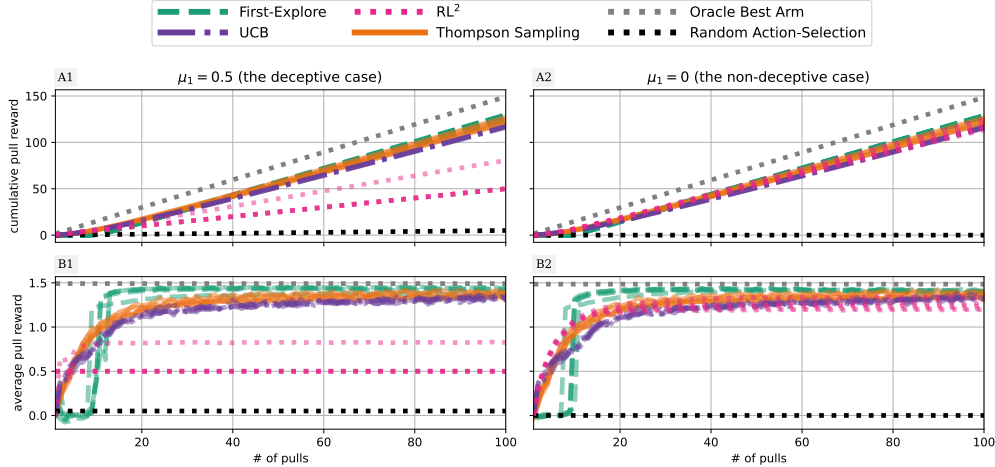 First-Explore
RL²
Oracle Best Arm
UCB
Thompson Sampling
Random Action-Selection
A1
μ₁ = 0.5 (the deceptive case)
A2
μ₁ = 0 (the non-deceptive case)
cumulative pull reward
150
100
50
0
B1
B2
average pull reward
1.5
1.0
0.5
0.0
20 40 60 80 100
20 40 60 80 100
# of pulls
# of pulls